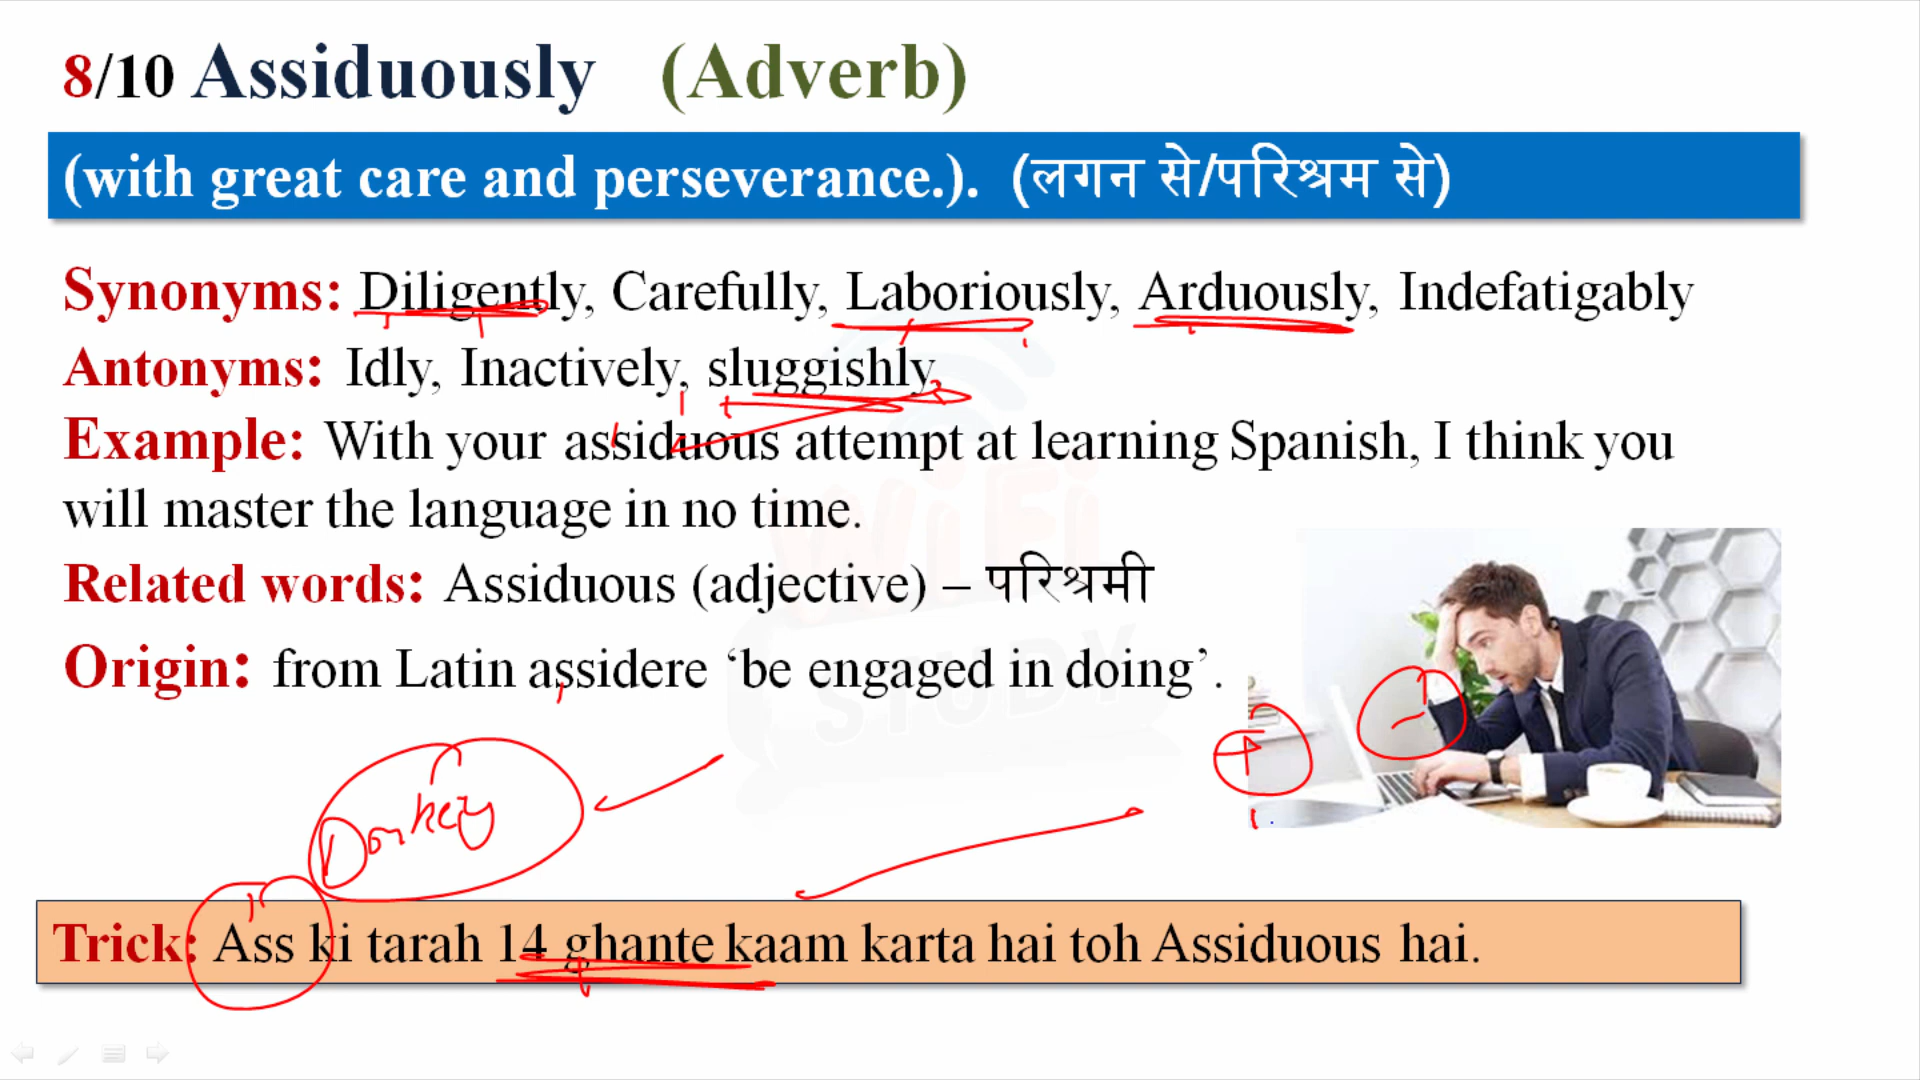 8/10 Assiduously (Adverb)
(with great care and perseverance.). (लगन से/परिश्रम से)
Synonyms: Diligently, Carefully, Laboriously, Arduously, Indefatigably
Antonyms: Idly, Inactively, sluggishly,
Example: With your assiduous attempt at learning Spanish, I think you
will master the language in no time.
Related words: Assiduous (adjective) – परिश्रमी
Origin: from Latin assidere ‘be engaged in doing’.
WiFi
STUDY
Donkey
Trick: Ass ki tarah 14 ghante kaam karta hai toh Assiduous hai.